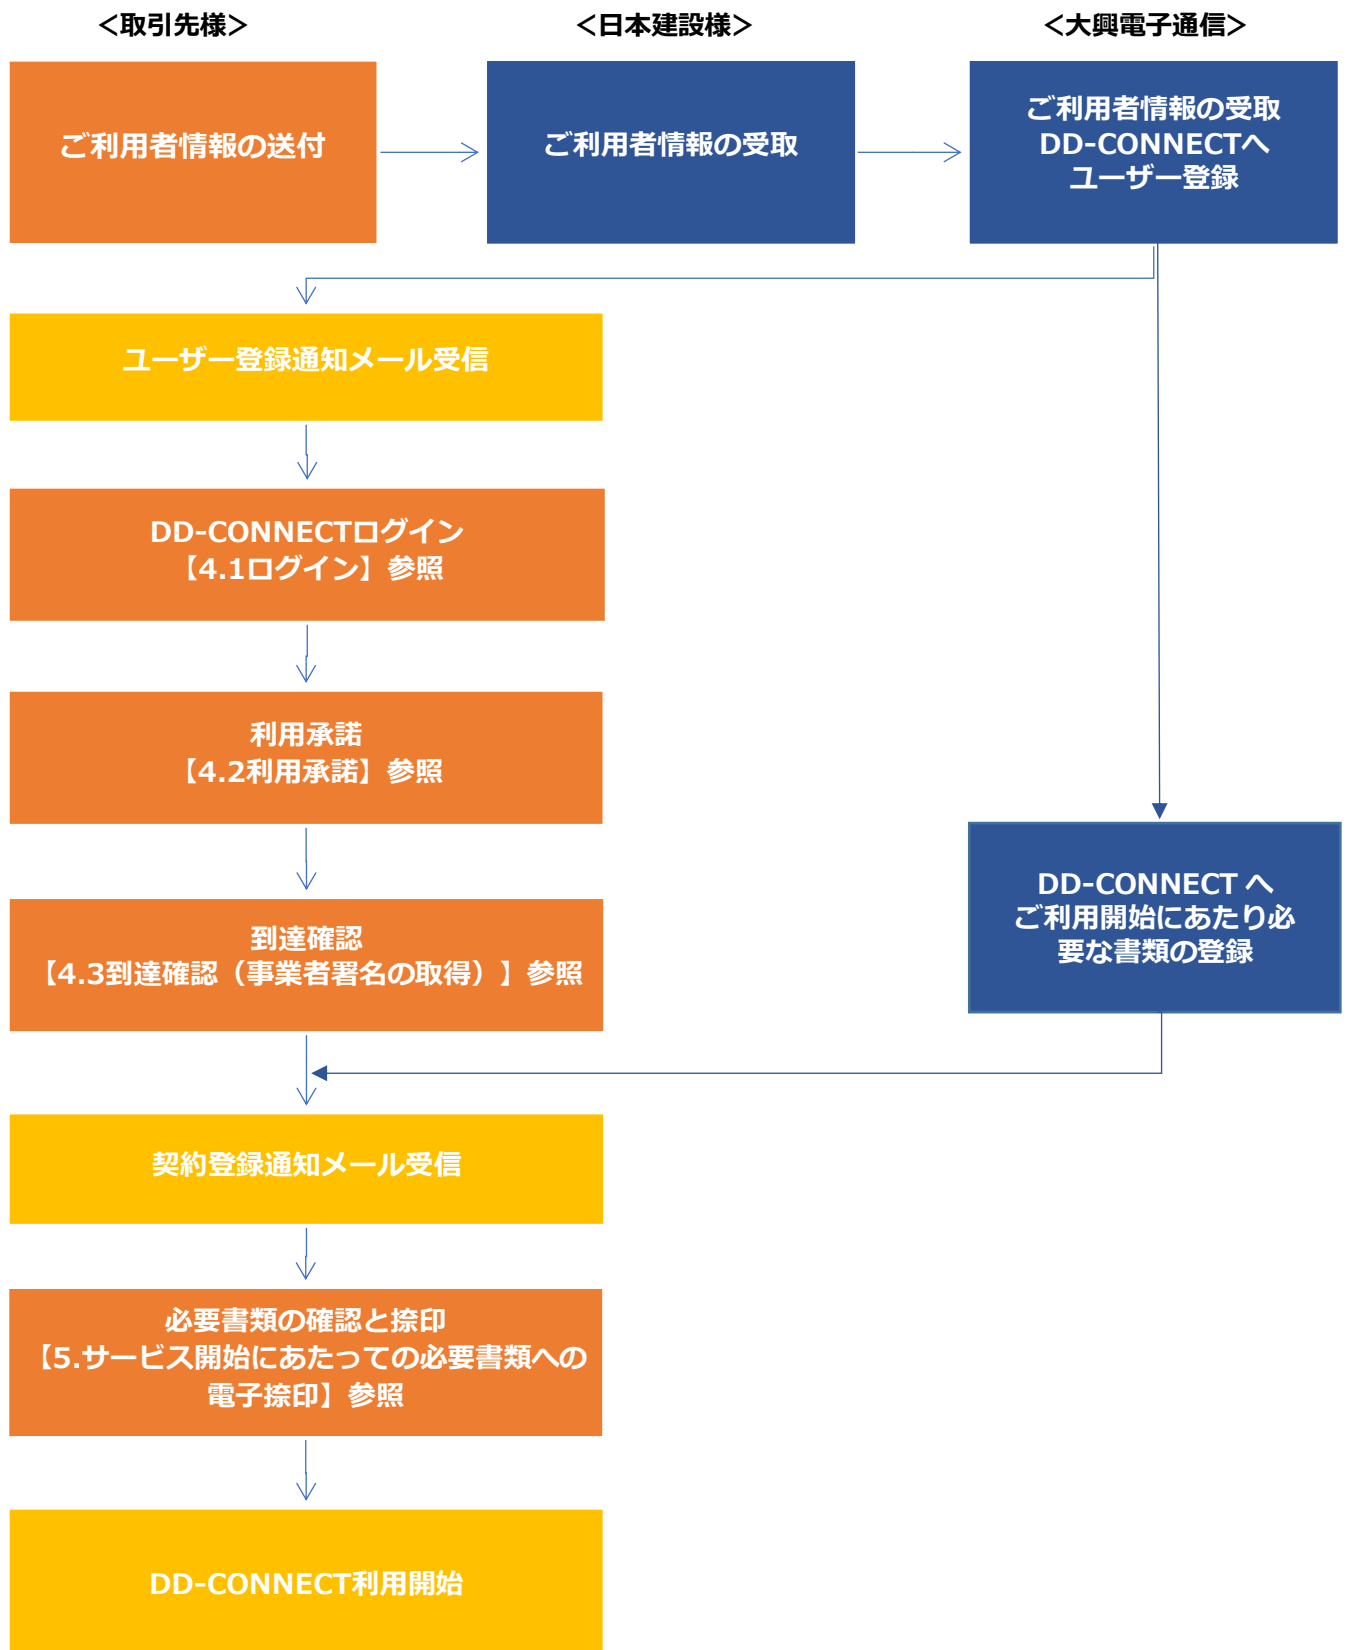 ＜取引先様＞
＜日本建設様＞
＜大興電子通信＞
ご利用者情報の送付
ご利用者情報の受取
ご利用者情報の受取
DD-CONNECTへ
ユーザー登録
ユーザー登録通知メール受信
DD-CONNECTログイン
【4.1ログイン】参照
利用承諾
【4.2利用承諾】参照
DD-CONNECT へ
ご利用開始にあたり必
要な書類の登録
到達確認
【4.3到達確認（事業者署名の取得）】参照
契約登録通知メール受信
必要書類の確認と捺印
【5.サービス開始にあたっての必要書類への
電子捺印】参照
DD-CONNECT利用開始